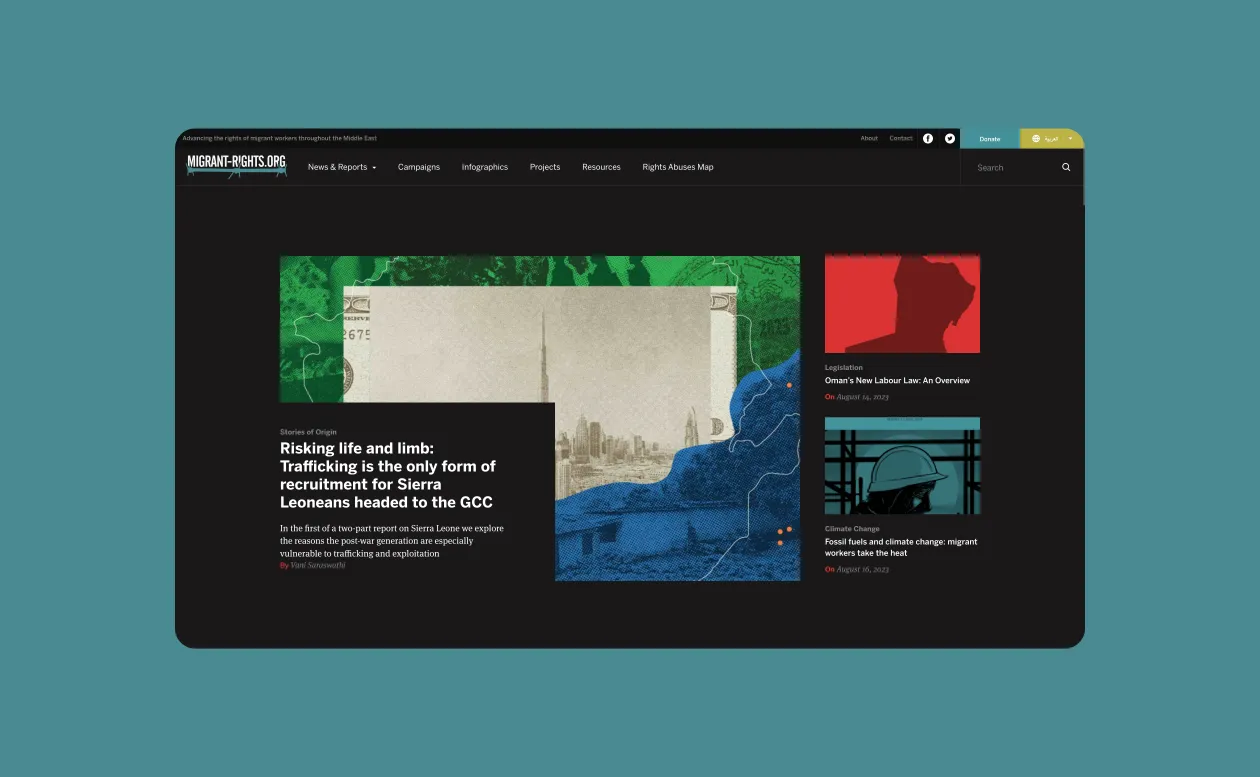 Advancing the rights of migrant workers throughout the Middle East
About
Contact
Donate
العربية
MIGRANT-RIGHTS.ORG
News & Reports
Campaigns
Infographics
Projects
Resources
Rights Abuses Map
Search
2675
2023
Stories of Origin
Risking life and limb:
Trafficking is the only form of
recruitment for Sierra
Leoneans headed to the GCC
In the first of a two-part report on Sierra Leone we explore
the reasons the post-war generation are especially
vulnerable to trafficking and exploitation
By Vani Saraswathi
Legislation
Oman's New Labour Law: An Overview
On August 14, 2023
Climate Change
Fossil fuels and climate change: migrant
workers take the heat
On August 16, 2023